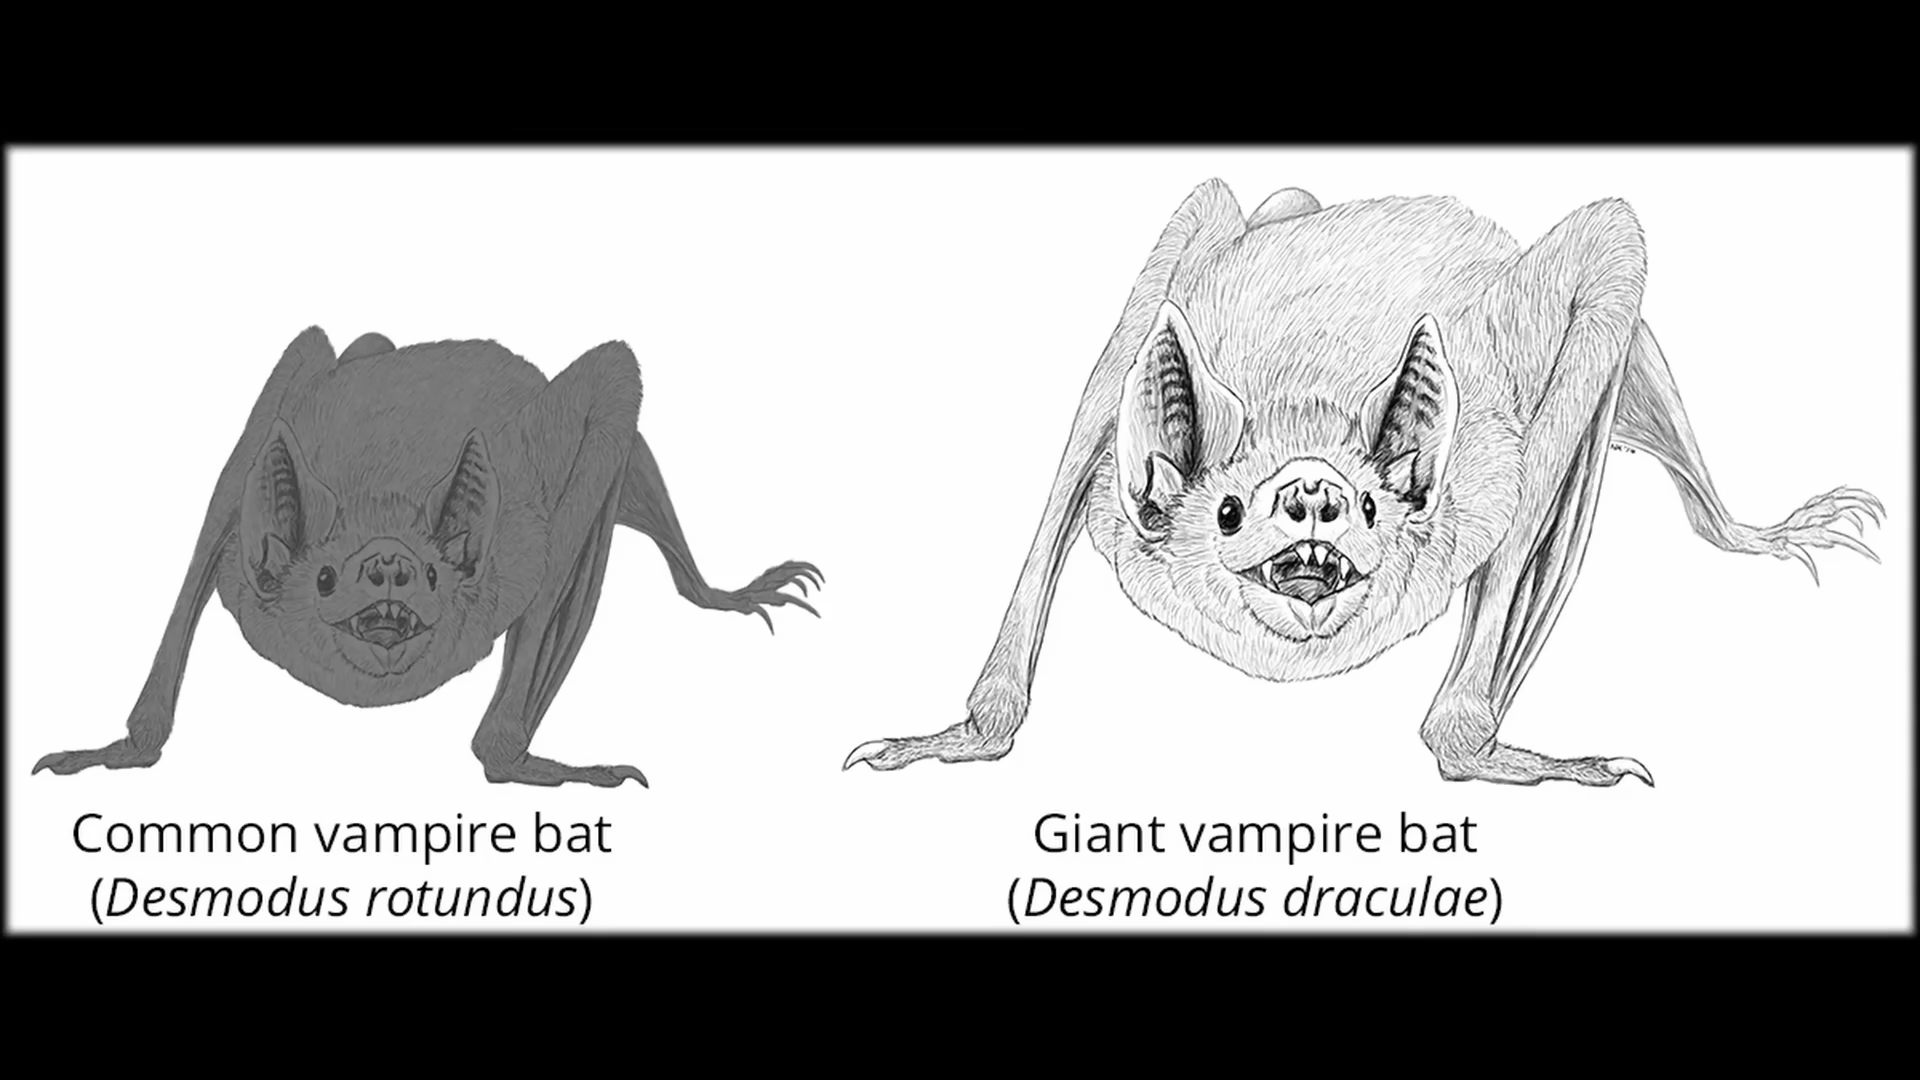 Common vampire bat
(Desmodus rotundus)
Giant vampire bat
(Desmodus draculae)